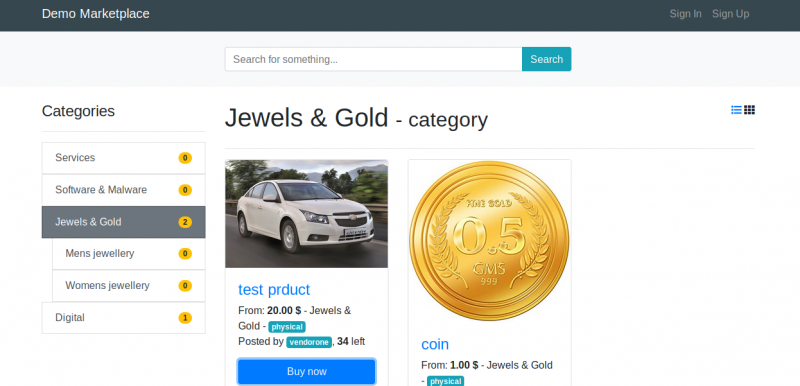 Demo Marketplace
Sign In Sign Up
Search for something...
Search
Categories
Services 0
Software & Malware 0
Jewels & Gold 2
Mens jewellery 0
Womens jewellery 0
Digital 1
Jewels & Gold - category
test prduct
From: 20.00 $ - Jewels &
Gold - physical
Posted by vendorone, 34 left
Buy now
FINE GOLD
0.5
GMS
999
coin
From: 1.00 $ - Jewels & Gold
- physical